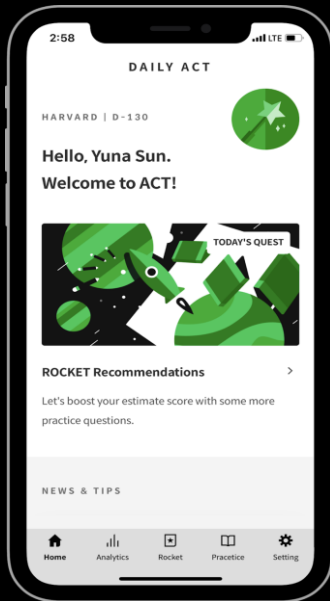 2:58
LTE
DAILY ACT
HARVARD | D-130
Hello, Yuna Sun.
Welcome to ACT!
TODAY'S QUEST
ROCKET Recommendations
Let's boost your estimate score with some more
practice questions.
NEWS & TIPS
Home Analytics Rocket Pracetice Setting